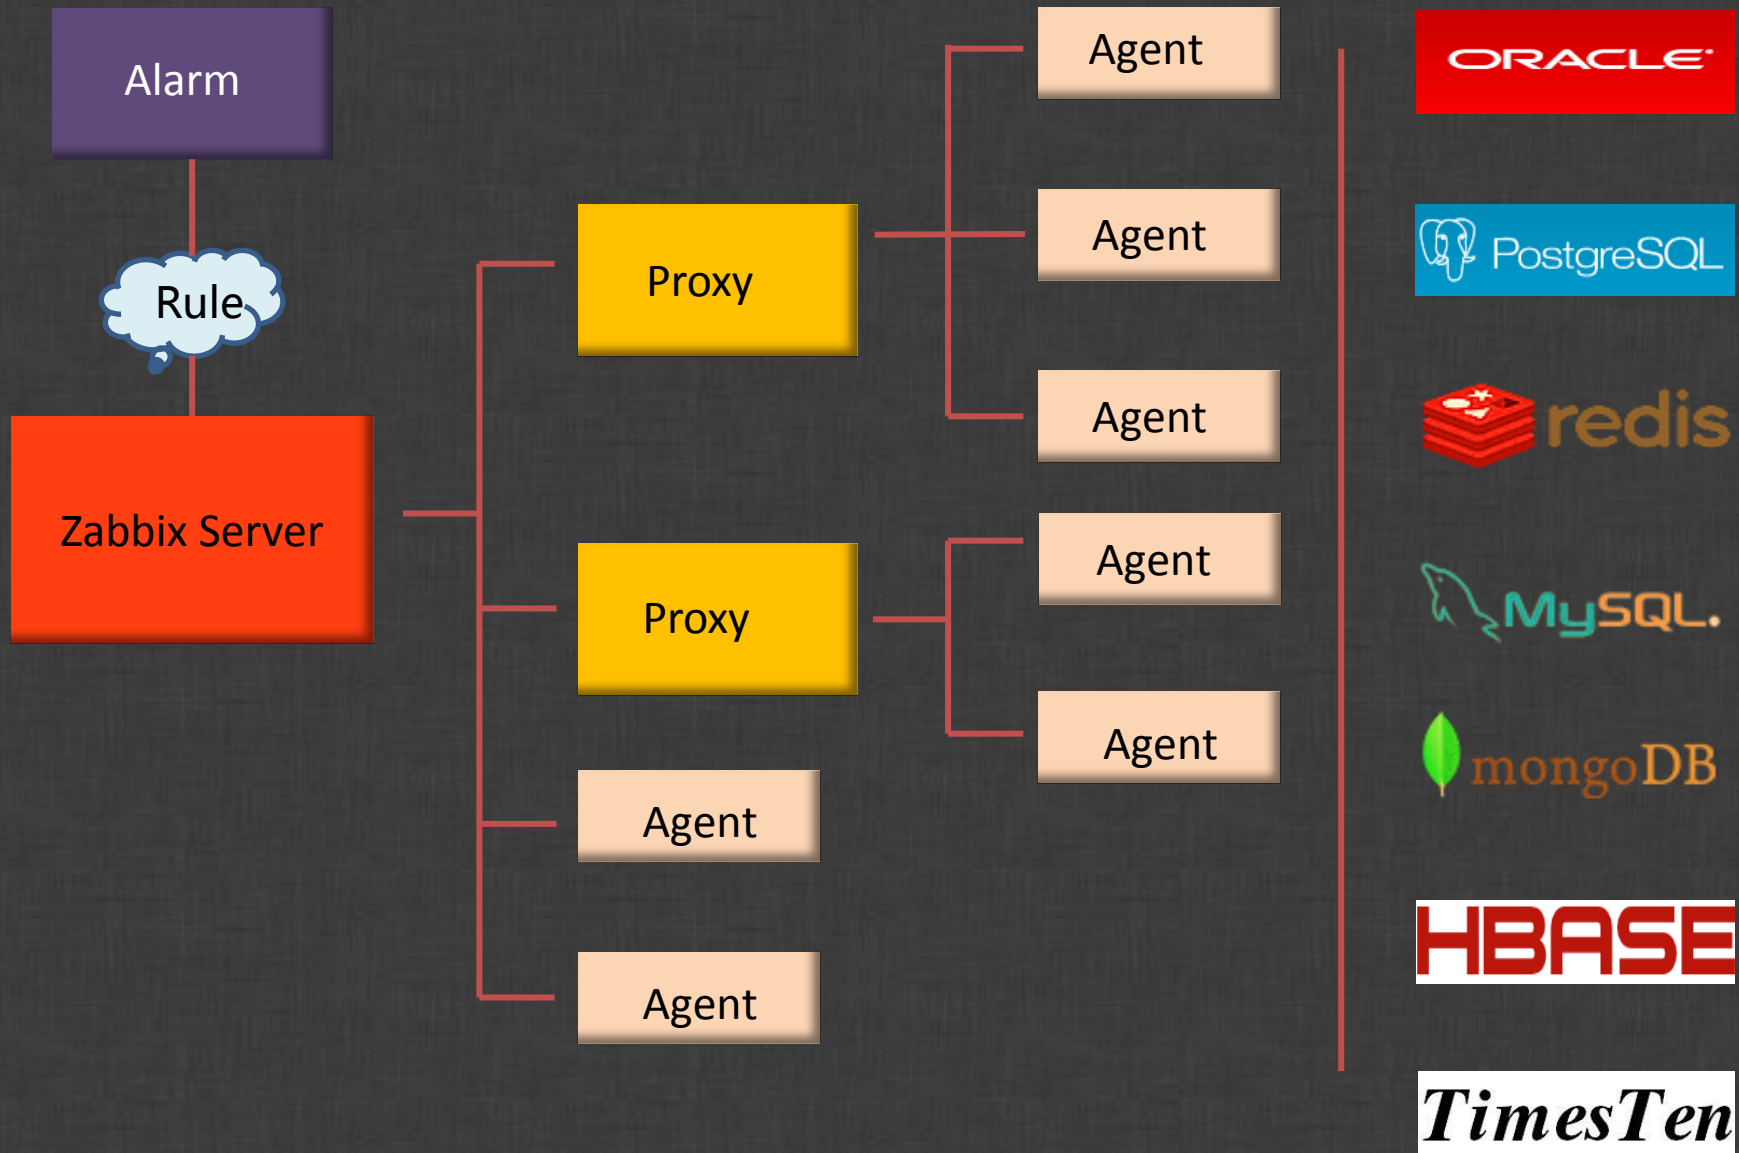 Alarm
Rule
Zabbix Server
Proxy
Proxy
Agent
Agent
Agent
Agent
Agent
Agent
Agent
ORACLE
PostgreSQL
redis
MySQL.
mongoDB
HBASE
TimesTen